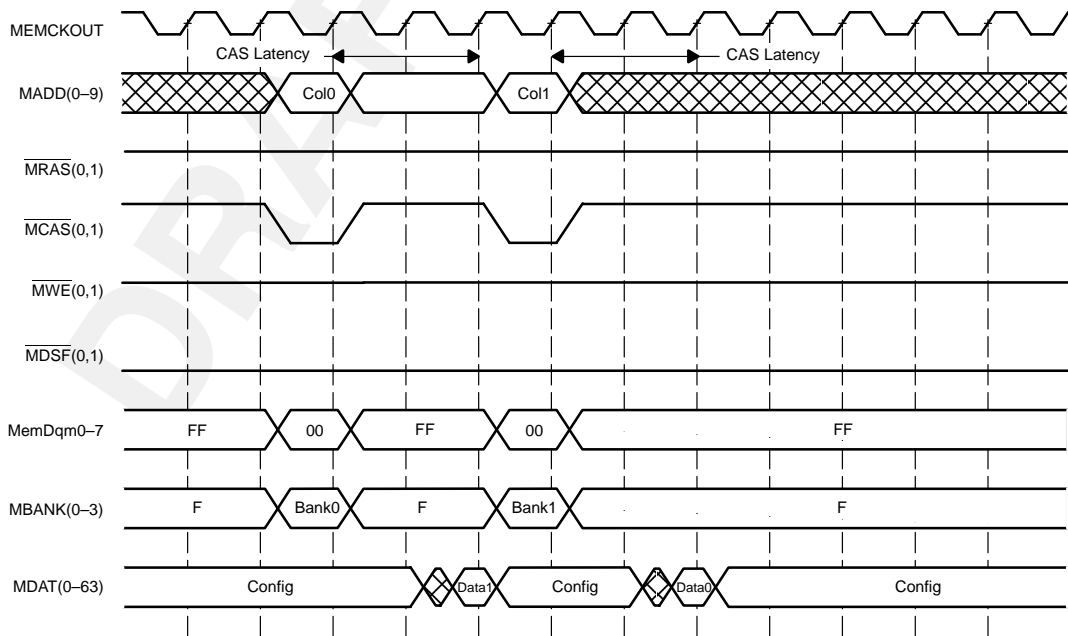 MEMCKOUT
CAS Latency CAS Latency
MADD(0–9) Col0 Col1
MRAS(0,1)
MCAS(0,1)
MWE(0,1)
MDSF(0,1)
MemDqm0–7 FF 00 FF 00 FF
MBANK(0–3) F Bank0 F Bank1 F
MDAT(0–63) Config Data1 Config Data0 Config
DRAF